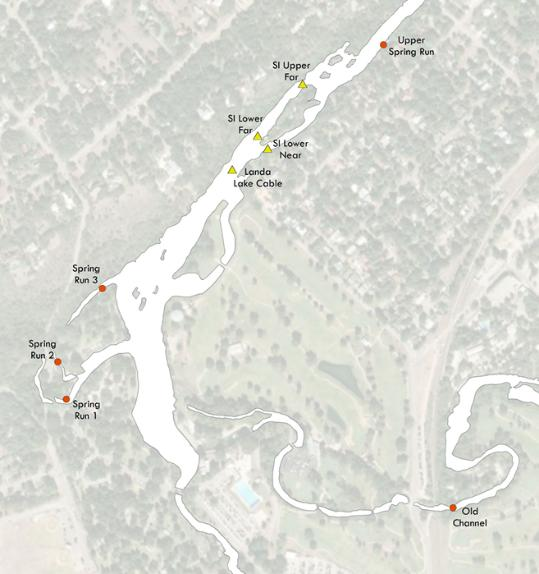 Upper
Spring Run
SI Upper
Far
SI Lower
Far
SI Lower
Near
Landa
Lake Cable
Spring
Run 3
Spring
Run 2
Spring
Run 1
Old
Channel